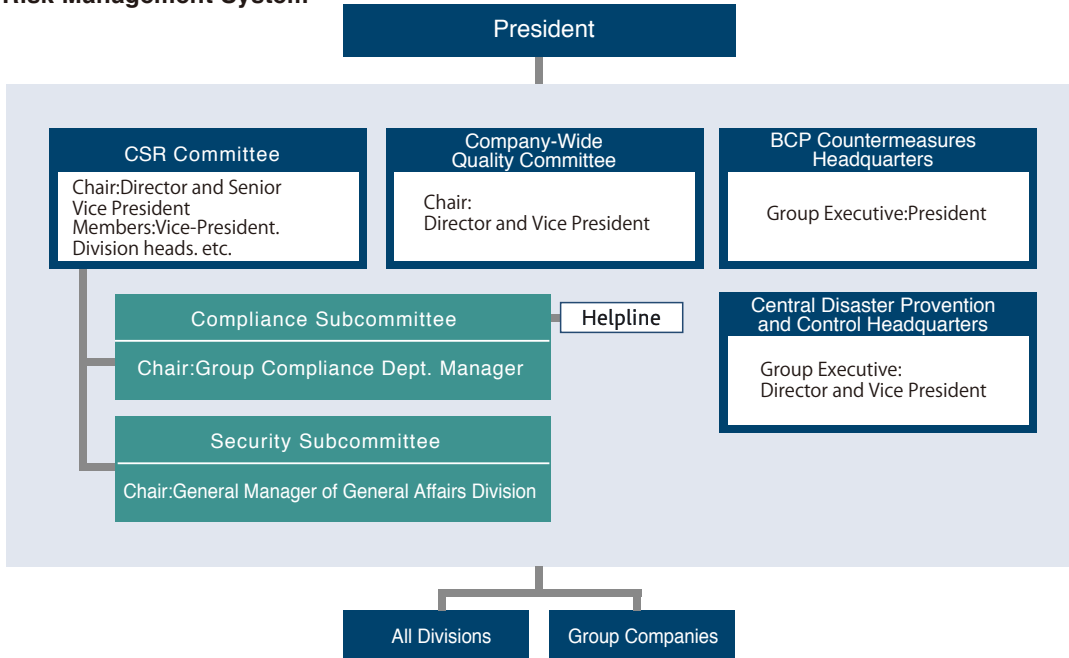 Risk Management System
President
CSR Committee
Chair:Director and Senior
Vice President
Members:Vice-President.
Division heads. etc.
Company-Wide
Quality Committee
Chair:
Director and Vice President
BCP Countermeasures
Headquarters
Group Executive:President
Compliance Subcommittee
Chair:Group Compliance Dept. Manager
Helpline
Central Disaster Provention
and Control Headquarters
Group Executive:
Director and Vice President
Security Subcommittee
Chair:General Manager of General Affairs Division
All Divisions
Group Companies